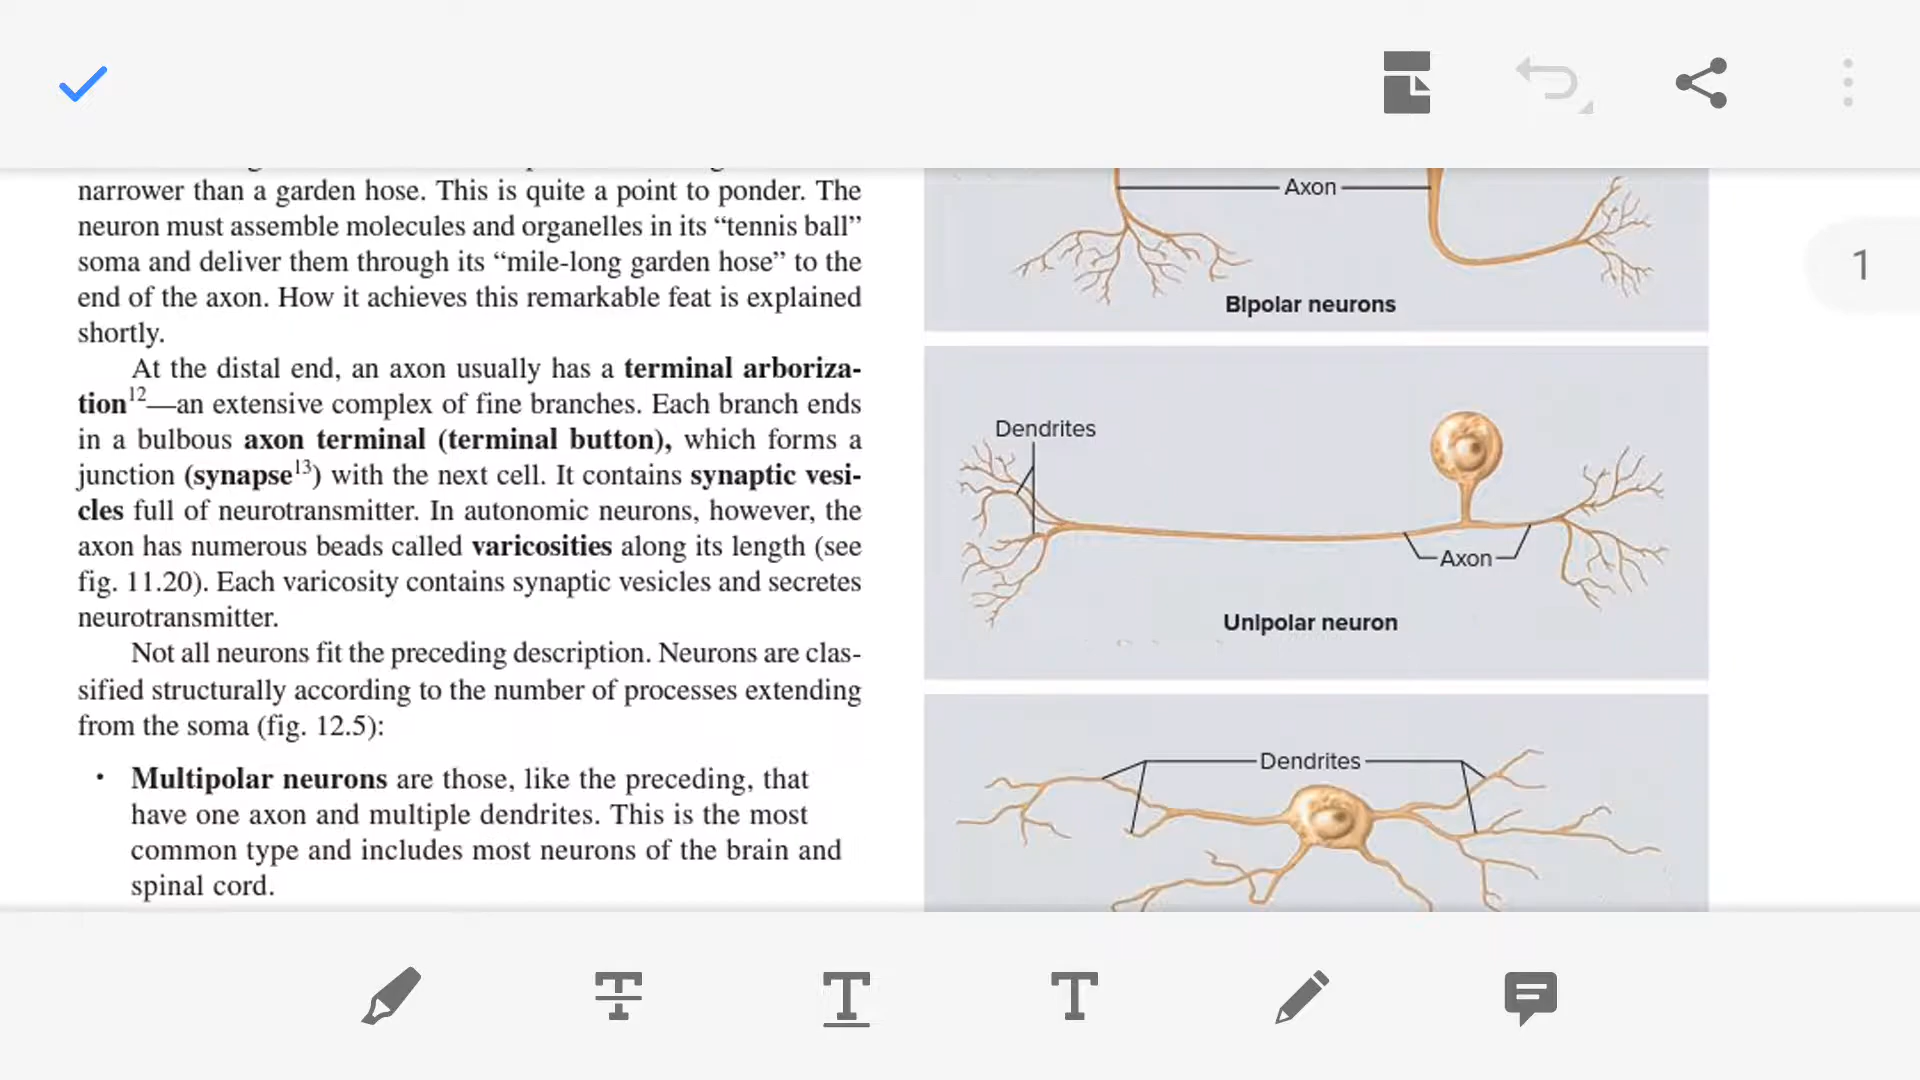 narrower than a garden hose. This is quite a point to ponder. The
neuron must assemble molecules and organelles in its “tennis ball”
soma and deliver them through its “mile-long garden hose” to the
end of the axon. How it achieves this remarkable feat is explained
shortly.
At the distal end, an axon usually has a terminal arboriza-
tion12—an extensive complex of fine branches. Each branch ends
in a bulbous axon terminal (terminal button), which forms a
junction (synapse13) with the next cell. It contains synaptic vesi-
cles full of neurotransmitter. In autonomic neurons, however, the
axon has numerous beads called varicosities along its length (see
fig. 11.20). Each varicosity contains synaptic vesicles and secretes
neurotransmitter.
Not all neurons fit the preceding description. Neurons are clas-
sified structurally according to the number of processes extending
from the soma (fig. 12.5):
• Multipolar neurons are those, like the preceding, that
have one axon and multiple dendrites. This is the most
common type and includes most neurons of the brain and
spinal cord.
Axon
Bipolar neurons
Dendrites
Axon
Unipolar neuron
Dendrites
1